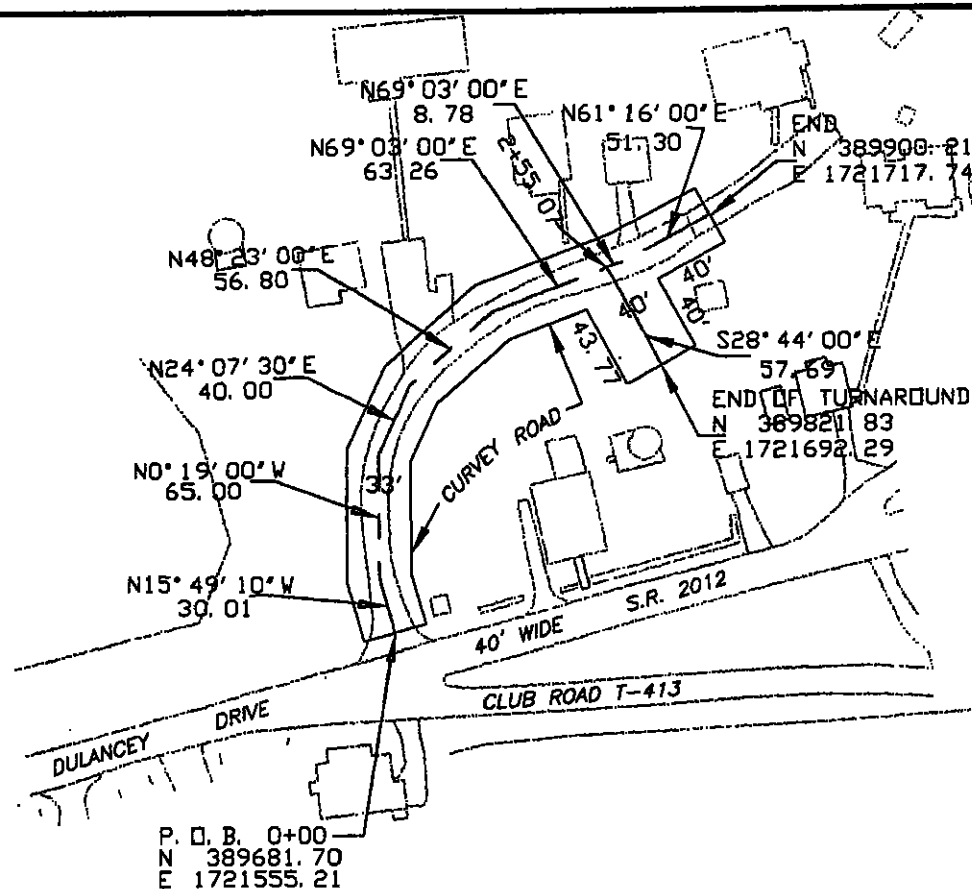 N69° 03' 00" E
8. 78
N61° 16' 00" E
51. 30
END
N 389900. 21
E 1721717. 74
N69° 03' 00" E
63. 26
2+55. 07
N48° 23' 00" E
56. 80
40'
40'
40'
43. 77
S28° 44' 00" E
57. 69
N24° 07' 30" E
40. 00
END OF TURNAROUND
N 389821. 83
E 1721692. 29
CURVEY ROAD
N0° 19' 00" W
65. 00
33'
N15° 49' 10" W
30. 01
40' WIDE S.R. 2012
CLUB ROAD T-413
DULANCEY DRIVE
P. O. B. 0+00
N 389681. 70
E 1721555. 21